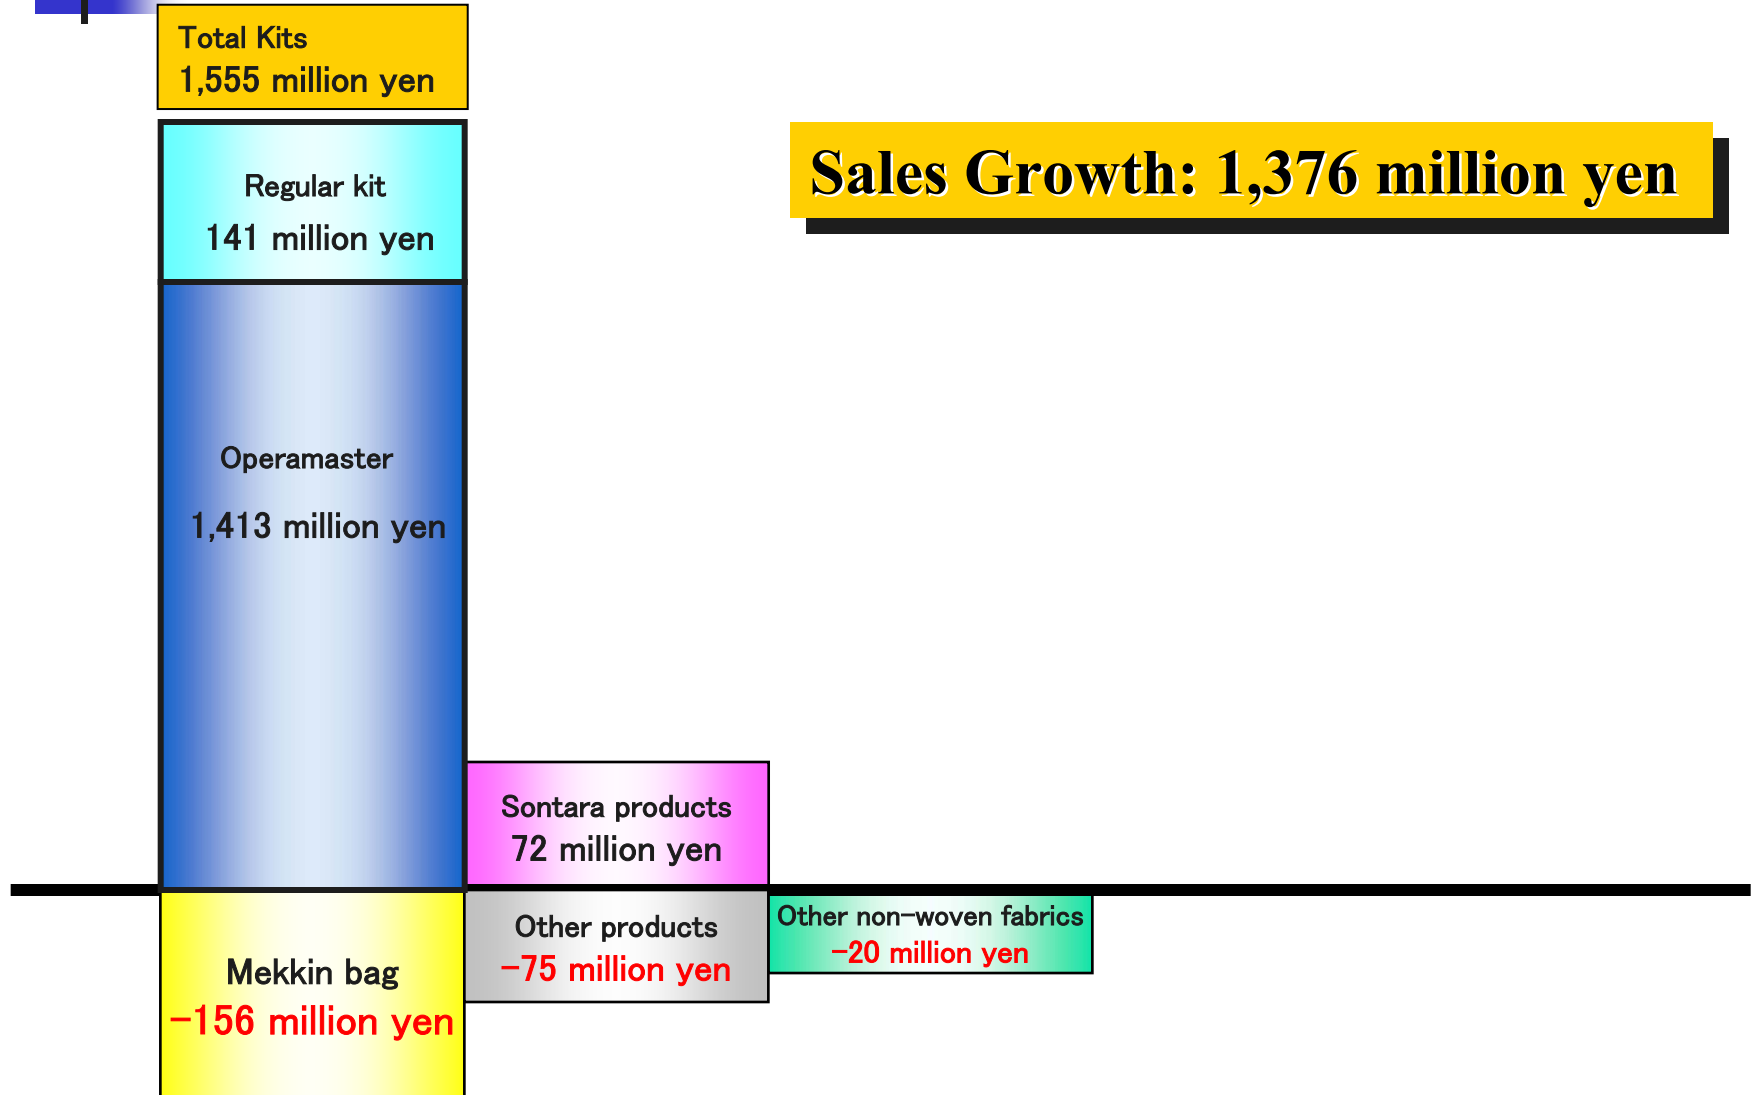 Total Kits
1,555 million yen
Sales Growth: 1,376 million yen
Regular kit
141 million yen
Operamaster
1,413 million yen
Sontara products
72 million yen
Other products
−75 million yen
Other non-woven fabrics
−20 million yen
Mekkin bag
−156 million yen